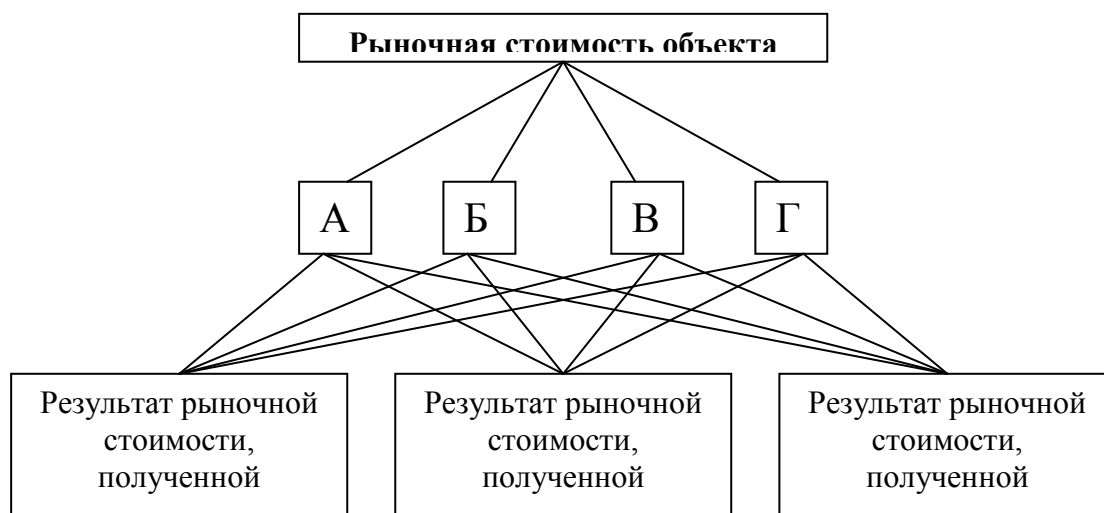 Рыночная стоимость объекта
А Б В Г
Результат рыночной
стоимости,
полученной
Результат рыночной
стоимости,
полученной
Результат рыночной
стоимости,
полученной